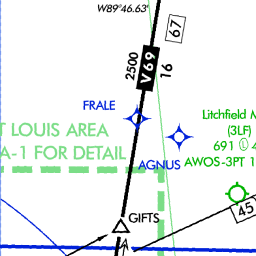 W89°46.63'
67
2500
V69
16
FRALE
Litchfield M
(3LF)
T LOUIS AREA
691 Ⓛ 4
A-1 FOR DETAIL
AGNUS
AWOS-3PT 1
GIFTS
45